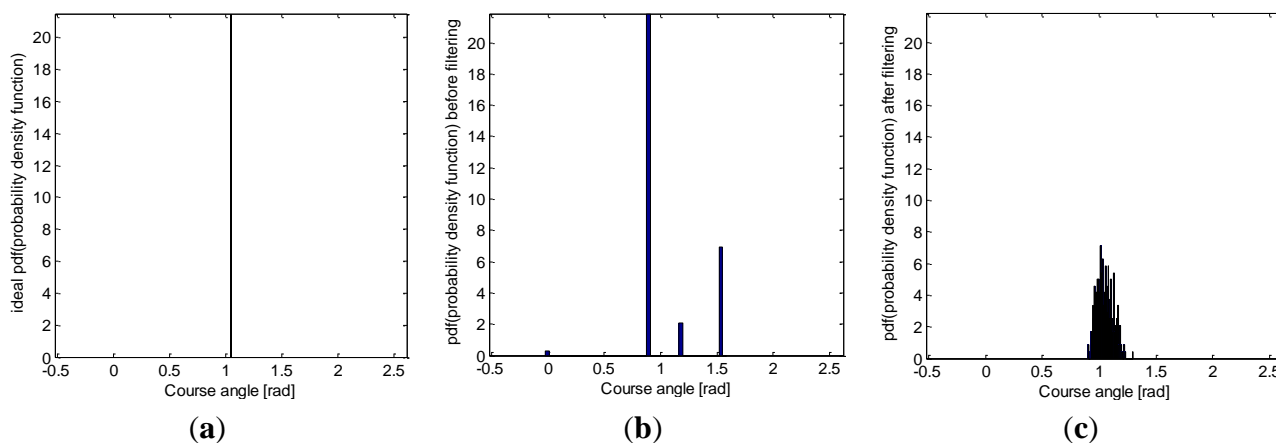 ideal pdf(probability density function)
20
18
16
14
12
10
8
6
4
2
0
-0.5 0 0.5 1 1.5 2 2.5
Course angle [rad]
(a)
pdf(probability density function) before filtering
20
18
16
14
12
10
8
6
4
2
0
-0.5 0 0.5 1 1.5 2 2.5
Course angle [rad]
(b)
pdf(probability density function) after filtering
20
18
16
14
12
10
8
6
4
2
0
-0.5 0 0.5 1 1.5 2 2.5
Course angle [rad]
(c)